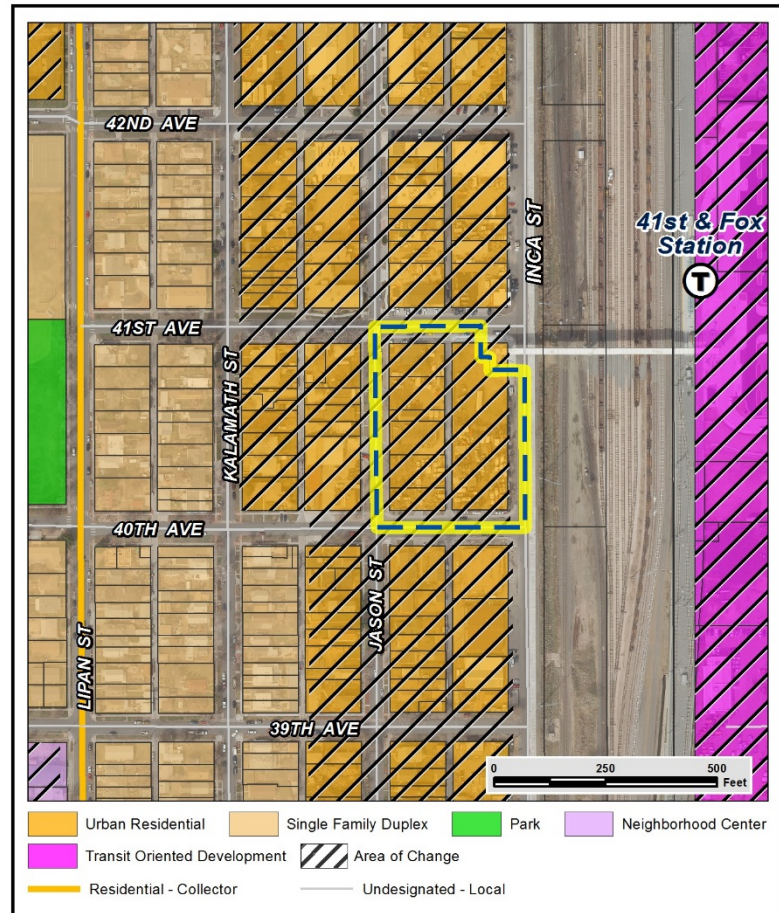 42ND AVE
41st & Fox
Station
T
INCA ST
41ST AVE
KALAMATH ST
40TH AVE
JASON ST
LIPAN ST
39TH AVE
0 250 500
Feet
Urban Residential Single Family Duplex Park Neighborhood Center
Transit Oriented Development Area of Change
Residential - Collector Undesignated - Local